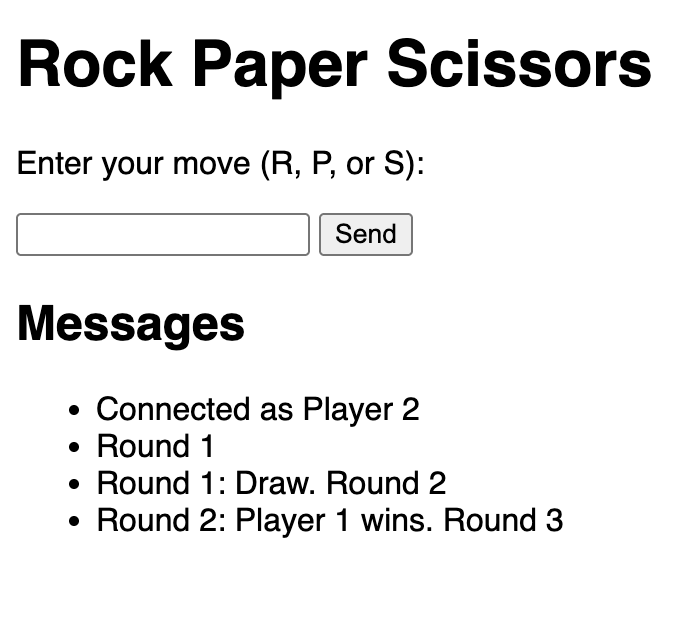 Rock Paper Scissors
Enter your move (R, P, or S):
Send
Messages
• Connected as Player 2
• Round 1
• Round 1: Draw. Round 2
• Round 2: Player 1 wins. Round 3